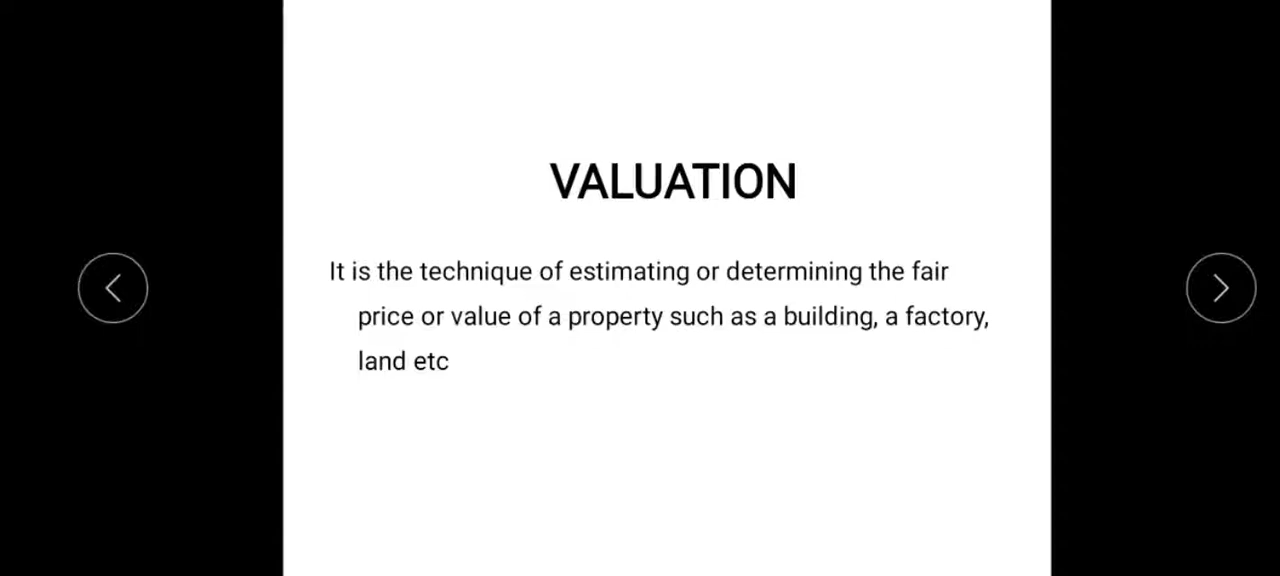 VALUATION
It is the technique of estimating or determining the fair
price or value of a property such as a building, a factory,
land etc